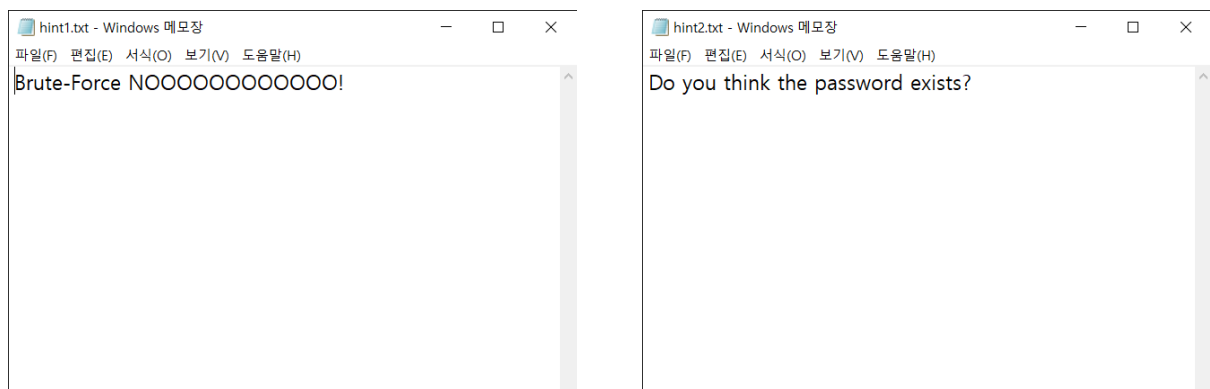 hint1.txt - Windows 메모장
파일(F) 편집(E) 서식(O) 보기(V) 도움말(H)
Brute-Force NOOOOOOOOOOOO!
hint2.txt - Windows 메모장
파일(F) 편집(E) 서식(O) 보기(V) 도움말(H)
Do you think the password exists?